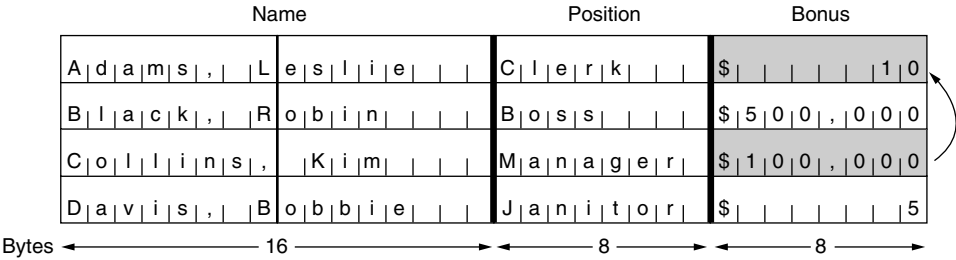 Name Position Bonus
Adams, Leslie Clerk $ 10
Black, Robin Boss $500,000
Collins, Kim Manager $100,000
Davis, Bobbie Janitor $ 5
Bytes 16 8 8